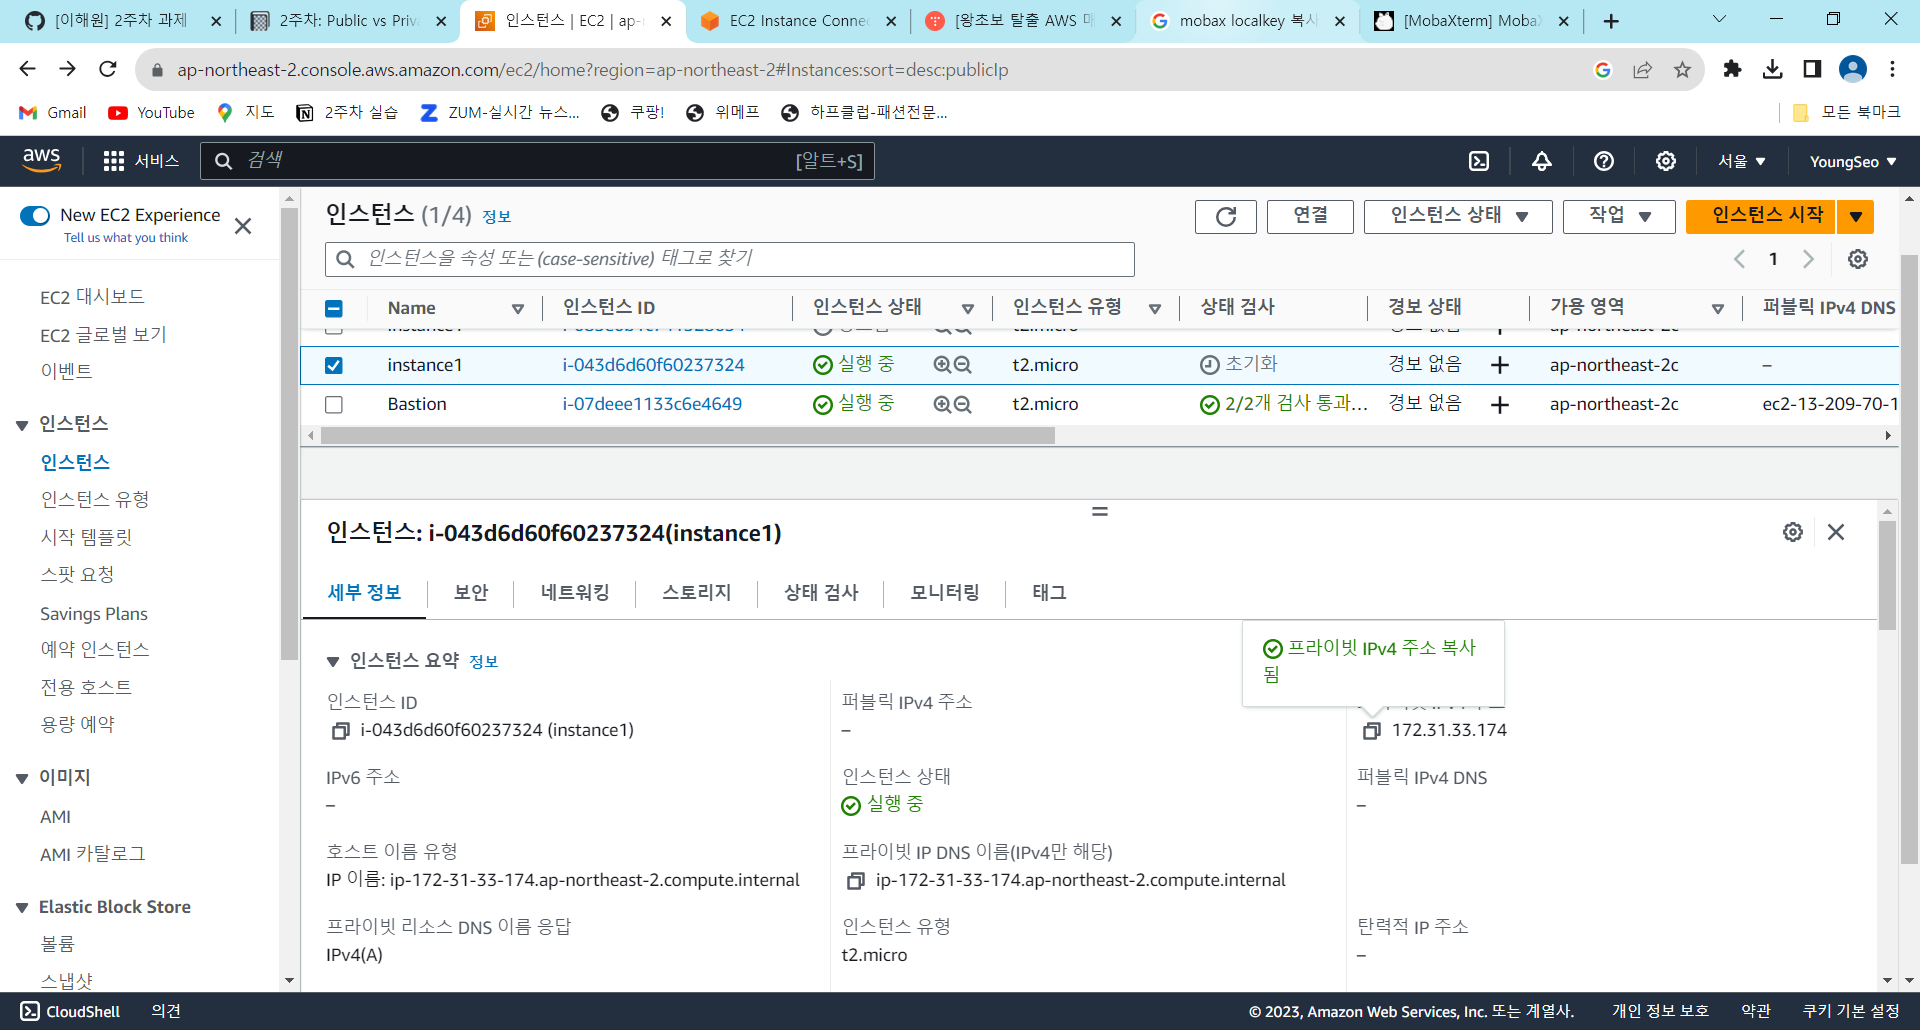 [이해원] 2주차 과제
2주차: Public vs Priva
인스턴스 | EC2 | ap-n
EC2 Instance Connec
[왕초보 탈출 AWS 매
mobax localkey 복사
[MobaXterm] MobaX
ap-northeast-2.console.aws.amazon.com/ec2/home?region=ap-northeast-2#Instances:sort=desc:publicIp
Gmail
YouTube
지도
2주차 실습
ZUM-실시간 뉴스...
쿠팡!
위메프
하프클럽-패션전문...
모든 북마크
aws
서비스
검색
[알트+S]
서울
YoungSeo
New EC2 Experience
Tell us what you think
EC2 대시보드
EC2 글로벌 보기
이벤트
인스턴스
인스턴스
인스턴스 유형
시작 템플릿
스팟 요청
Savings Plans
예약 인스턴스
전용 호스트
용량 예약
이미지
AMI
AMI 카탈로그
Elastic Block Store
볼륨
스냅샷
인스턴스 (1/4) 정보
연결
인스턴스 상태
작업
인스턴스 시작
인스턴스을 속성 또는 (case-sensitive) 태그로 찾기
1
Name 인스턴스 ID 인스턴스 상태 인스턴스 유형 상태 검사 경보 상태 가용 영역 퍼블릭 IPv4 DNS
instance1 i-043d6d60f60237324 실행 중 t2.micro 초기화 경보 없음 ap-northeast-2c –
Bastion i-07deee1133c6e4649 실행 중 t2.micro 2/2개 검사 통과... 경보 없음 ap-northeast-2c ec2-13-209-70-1
인스턴스: i-043d6d60f60237324(instance1)
세부 정보
보안
네트워킹
스토리지
상태 검사
모니터링
태그
프라이빗 IPv4 주소 복사
됨
인스턴스 요약 정보
인스턴스 ID
i-043d6d60f60237324 (instance1)
퍼블릭 IPv4 주소
–
172.31.33.174
IPv6 주소
–
인스턴스 상태
실행 중
퍼블릭 IPv4 DNS
–
호스트 이름 유형
IP 이름: ip-172-31-33-174.ap-northeast-2.compute.internal
프라이빗 IP DNS 이름(IPv4만 해당)
ip-172-31-33-174.ap-northeast-2.compute.internal
프라이빗 리소스 DNS 이름 응답
IPv4(A)
인스턴스 유형
t2.micro
탄력적 IP 주소
–
CloudShell
의견
© 2023, Amazon Web Services, Inc. 또는 계열사.
개인 정보 보호
약관
쿠키 기본 설정